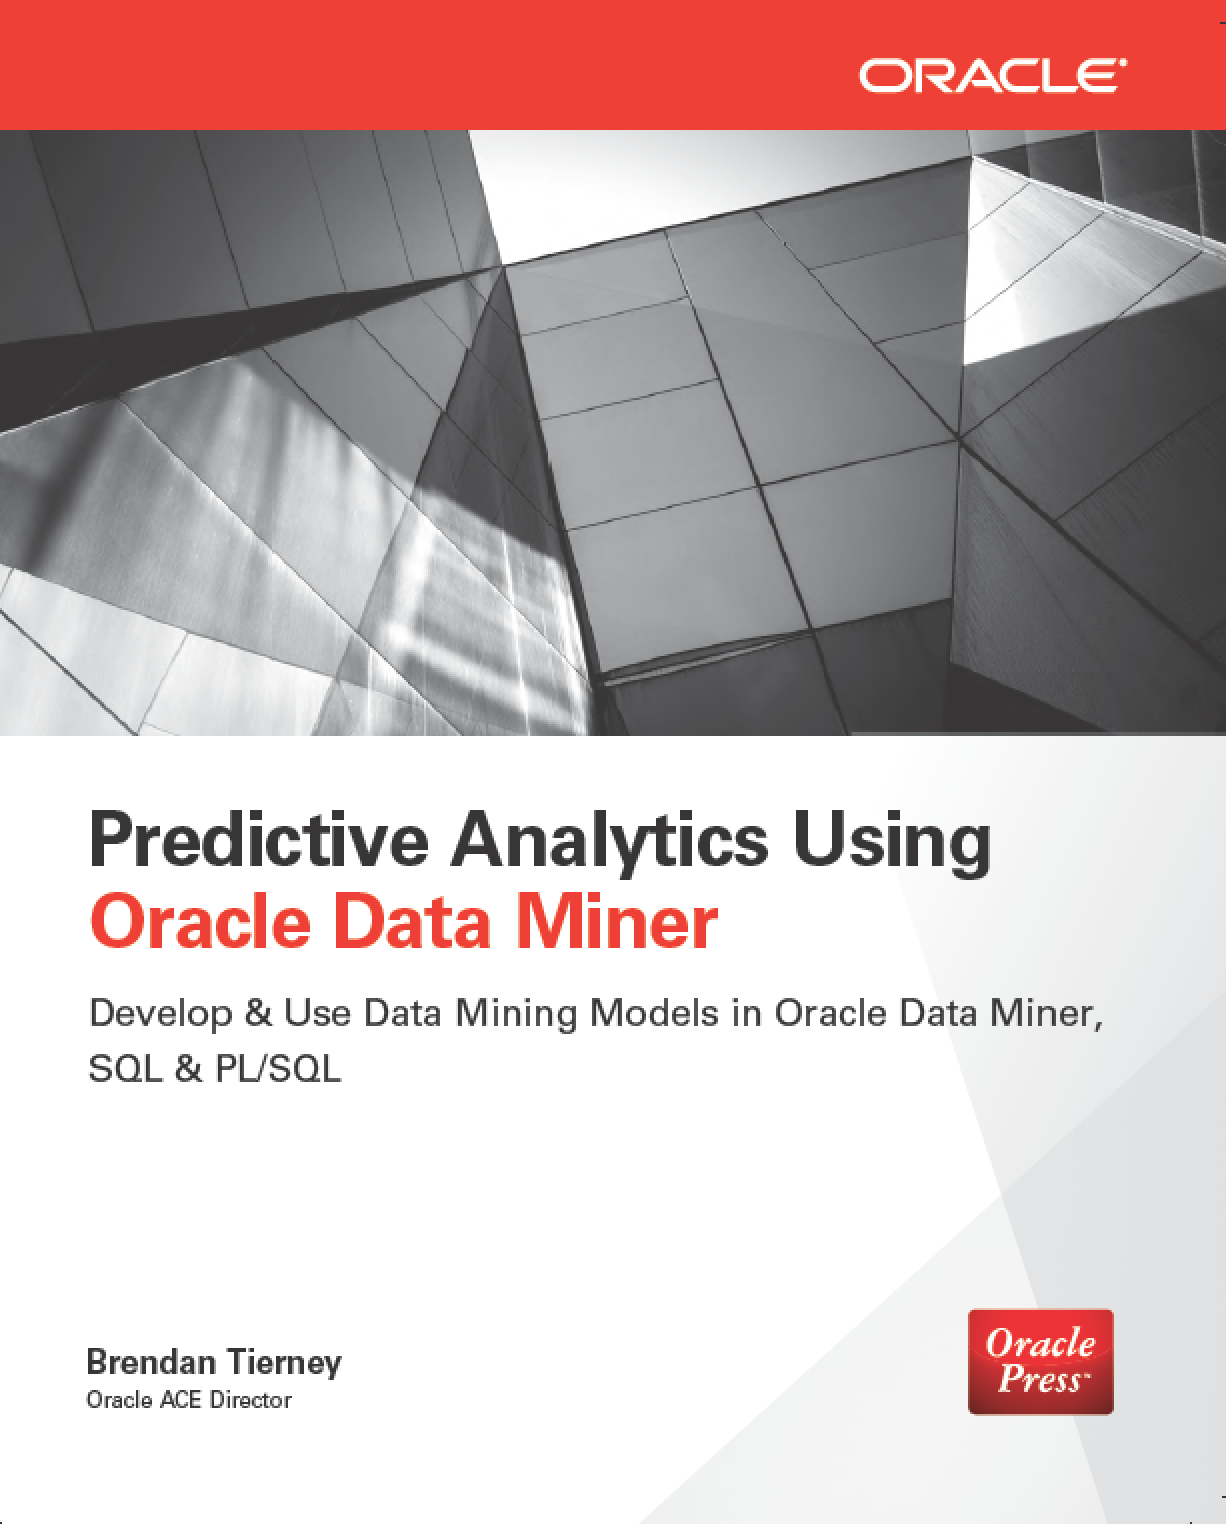 ORACLE®
Predictive Analytics Using
Oracle Data Miner
Develop & Use Data Mining Models in Oracle Data Miner,
SQL & PL/SQL
Brendan Tierney
Oracle ACE Director
Oracle
Press™